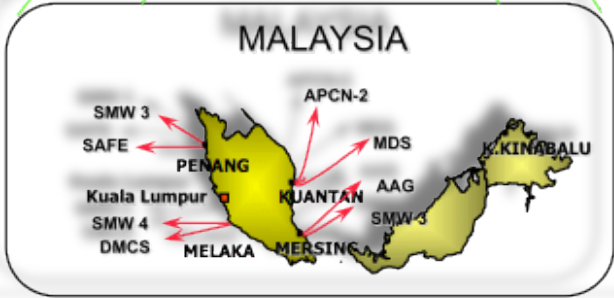 MALAYSIA
APCN-2
SMW 3
SAFE
MDS
K.KINABALU
PENANG
AAG
Kuala Lumpur
KUANTAN
SMW 4
SMW-3
DMCS
MELAKA
MERSING